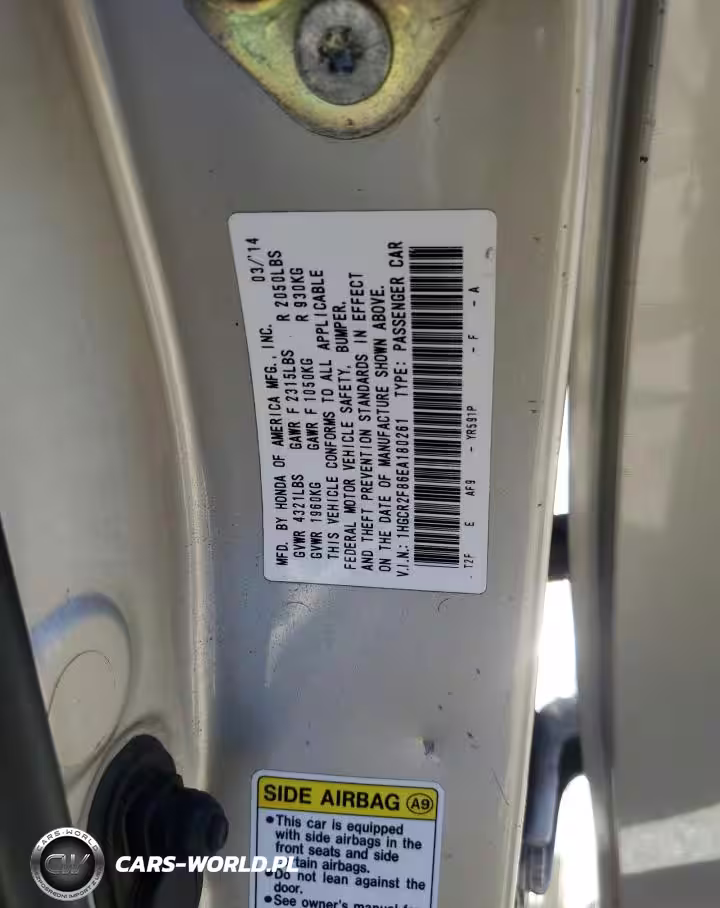 MFD. BY HONDA OF AMERICA MFG., INC. 03/'14
GVWR 4321LBS GAWR F 2315LBS R 2050LBS
GVWR 1960KG GAWR F 1050KG R 930KG
THIS VEHICLE CONFORMS TO ALL APPLICABLE
FEDERAL MOTOR VEHICLE SAFETY, BUMPER,
AND THEFT PREVENTION STANDARDS IN EFFECT
ON THE DATE OF MANUFACTURE SHOWN ABOVE.
V.I.N.: 1HGCR2F86EA180261 TYPE: PASSENGER CAR
- T2F E AF9 - YR591P - F - A
SIDE AIRBAG A9
•This car is equipped
with side airbags in the
front seats and side
curtain airbags.
•Do not lean against the
door.
•See owner's manual
CARS-WORLD
CW
CARS-WORLD.PL